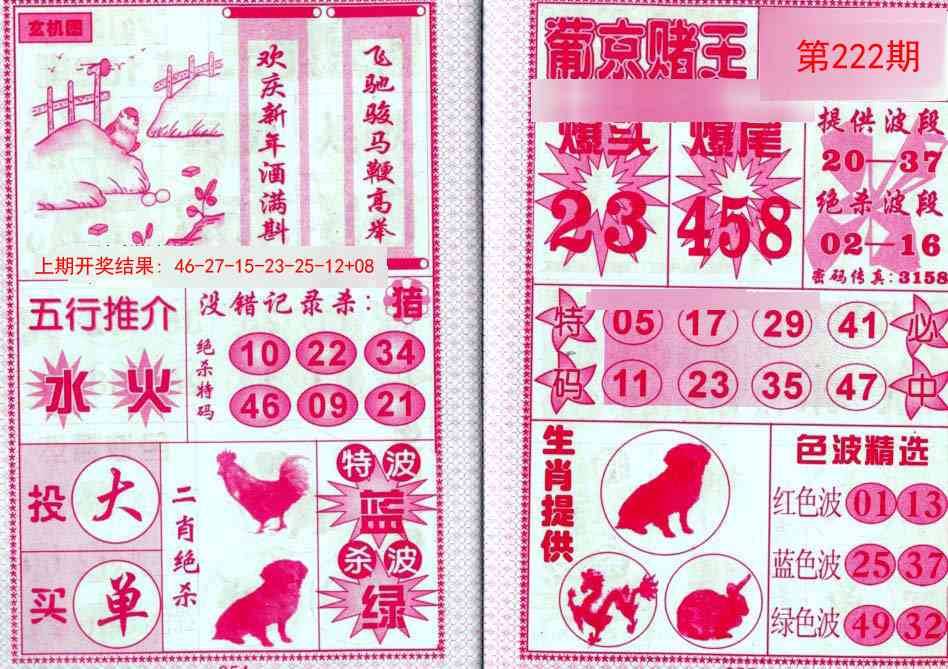 玄机图
欢庆新年酒满斟
飞驰骏马鞭高举
上期开奖结果：46-27-15-23-25-12+08
五行推介
水 火
没错记录杀：猪
绝杀特码
10 22 34
46 09 21
投 大
买 单
二肖绝杀
特波
蓝
杀波
绿
葡京赌王
第222期
爆头
23
爆尾
458
提供波段
20—37
绝杀波段
02—16
密码传真:3158
特码
05 17 29 41
11 23 35 47
必中
生肖提供
色波精选
红色波 01 13
蓝色波 25 37
绿色波 49 32